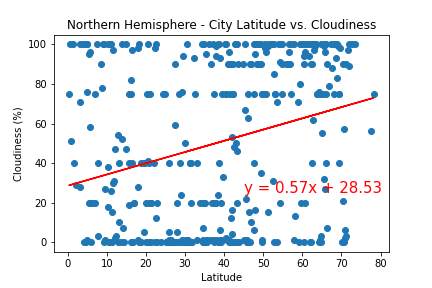 Northern Hemisphere - City Latitude vs. Cloudiness
100
80
60
40
20
0
Cloudiness (%)
y = 0.57x + 28.53
0 10 20 30 40 50 60 70 80
Latitude